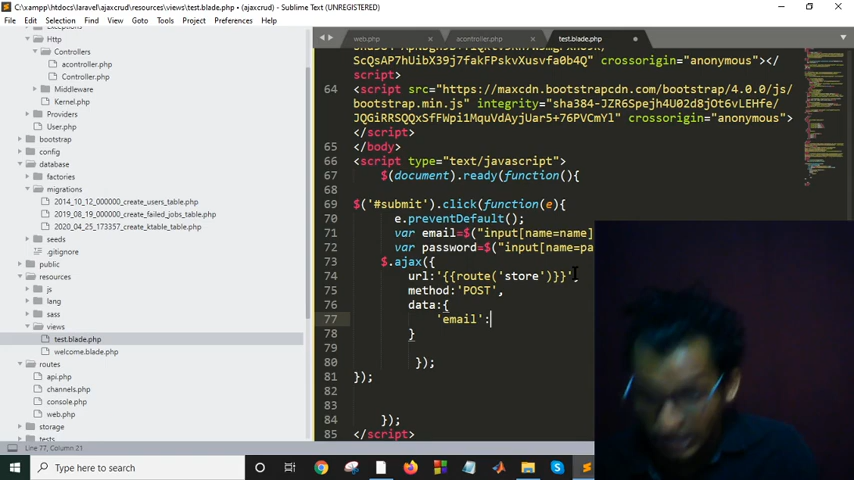 C:\xampp\htdocs\laravel\ajaxcrud\resources\views\test.blade.php (ajaxcrud) - Sublime Text (UNREGISTERED)
File Edit Selection Find View Goto Tools Project Preferences Help
Exceptions
Http
Controllers
acontroller.php
Controller.php
Middleware
Kernel.php
Providers
User.php
bootstrap
config
database
factories
migrations
2014_10_12_000000_create_users_table.php
2019_08_19_000000_create_failed_jobs_table.php
2020_04_25_173357_create_ktable_table.php
seeds
.gitignore
public
resources
js
lang
sass
views
test.blade.php
welcome.blade.php
routes
api.php
channels.php
console.php
web.php
storage
tests
web.php acontroller.php test.blade.php
ScQsAP7hUibX39j7fakFPskvXusvfa0b4Q" crossorigin="anonymous"></
script>
64 <script src="https://maxcdn.bootstrapcdn.com/bootstrap/4.0.0/js/
bootstrap.min.js" integrity="sha384-JZR6Spejh4U02d8jOt6vLEHfe/
JQGiRRSQQxSfFWpi1MquVdAyjUar5+76PVCmYl" crossorigin="anonymous">
</script>
65 </body>
66 <script type="text/javascript">
67 $(document).ready(function(){
68
69 $('#submit').click(function(e){
70 e.preventDefault();
71 var email=$("input[name=name]
72 var password=$("input[name=pa
73 $.ajax({
74 url:'{{route('store')}}',
75 method:'POST',
76 data:{
77 'email':
78 }
79
80 });
81 });
82
83
84 });
85 </script>
Line 77, Column 21
Type here to search